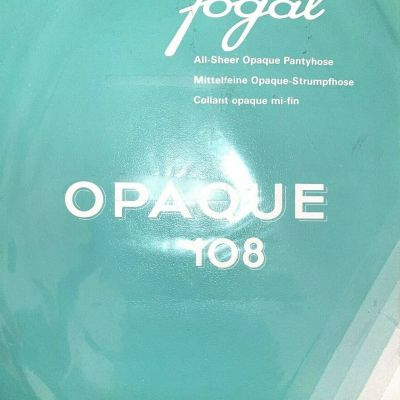 fogal
All-Sheer Opaque Pantyhose
Mittelfeine Opaque-Strumpfhose
Collant opaque mi-fin
OPAQUE
108